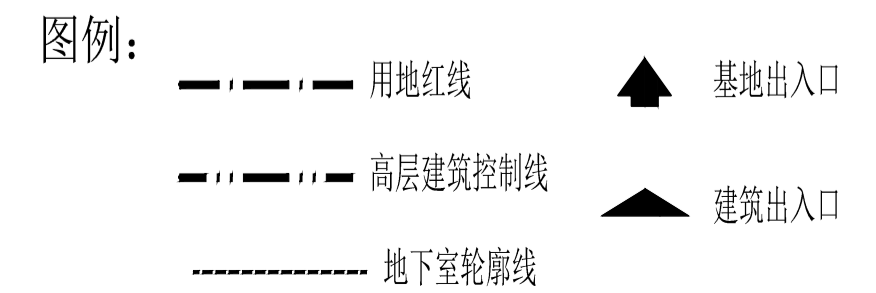 图例：
用地红线
基地出入口
高层建筑控制线
建筑出入口
地下室轮廓线